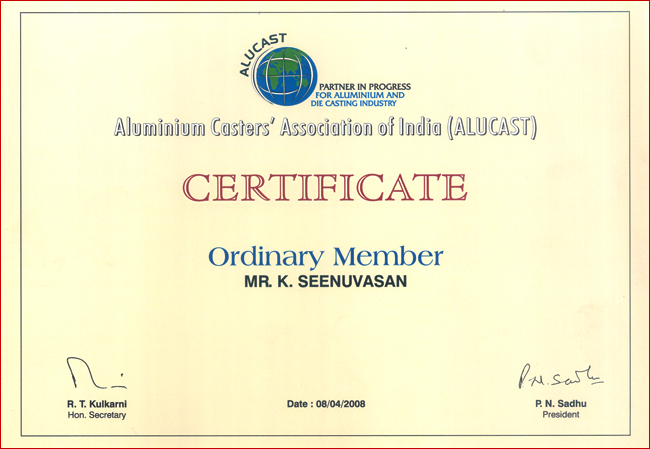 ALUCAST
PARTNER IN PROGRESS
FOR ALUMINIUM AND
DIE CASTING INDUSTRY
Aluminium Casters' Association of India (ALUCAST)
CERTIFICATE
Ordinary Member
MR. K. SEENUVASAN
P.N. Sadhu
R. T. Kulkarni
Hon. Secretary
Date : 08/04/2008
P. N. Sadhu
President